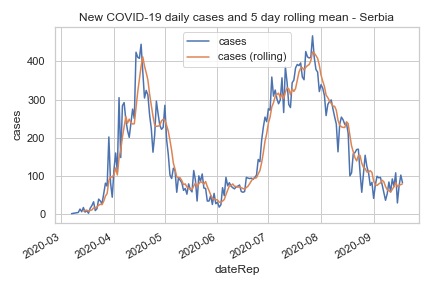 New COVID-19 daily cases and 5 day rolling mean - Serbia
cases
cases (rolling)
cases
400
300
200
100
0
2020-03
2020-04
2020-05
2020-06
2020-07
2020-08
2020-09
dateRep